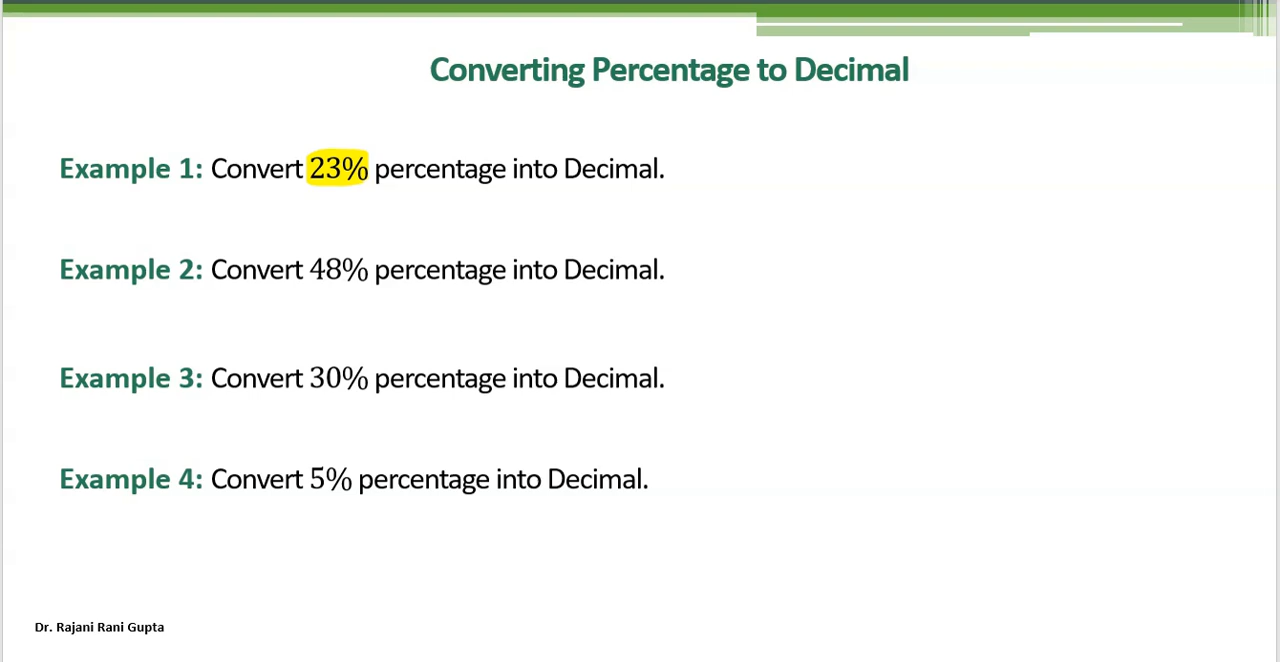 Converting Percentage to Decimal
Example 1: Convert 23% percentage into Decimal.
Example 2: Convert 48% percentage into Decimal.
Example 3: Convert 30% percentage into Decimal.
Example 4: Convert 5% percentage into Decimal.
Dr. Rajani Rani Gupta